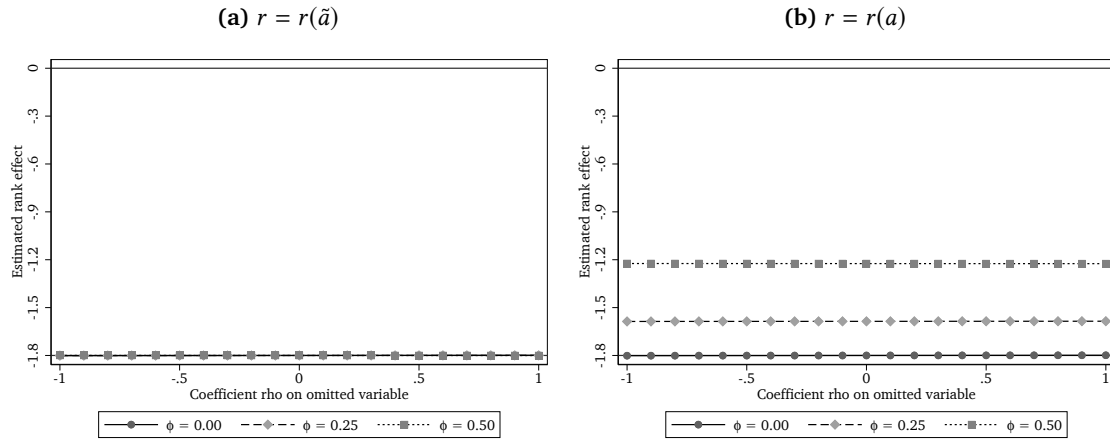 (a) r = r(ã)
0
-.3
-.6
-.9
-1.2
-1.5
-1.8
Estimated rank effect
-1 -.5 0 .5 1
Coefficient rho on omitted variable
ϕ = 0.00 ϕ = 0.25 ϕ = 0.50
(b) r = r(a)
0
-.3
-.6
-.9
-1.2
-1.5
-1.8
Estimated rank effect
-1 -.5 0 .5 1
Coefficient rho on omitted variable
ϕ = 0.00 ϕ = 0.25 ϕ = 0.50